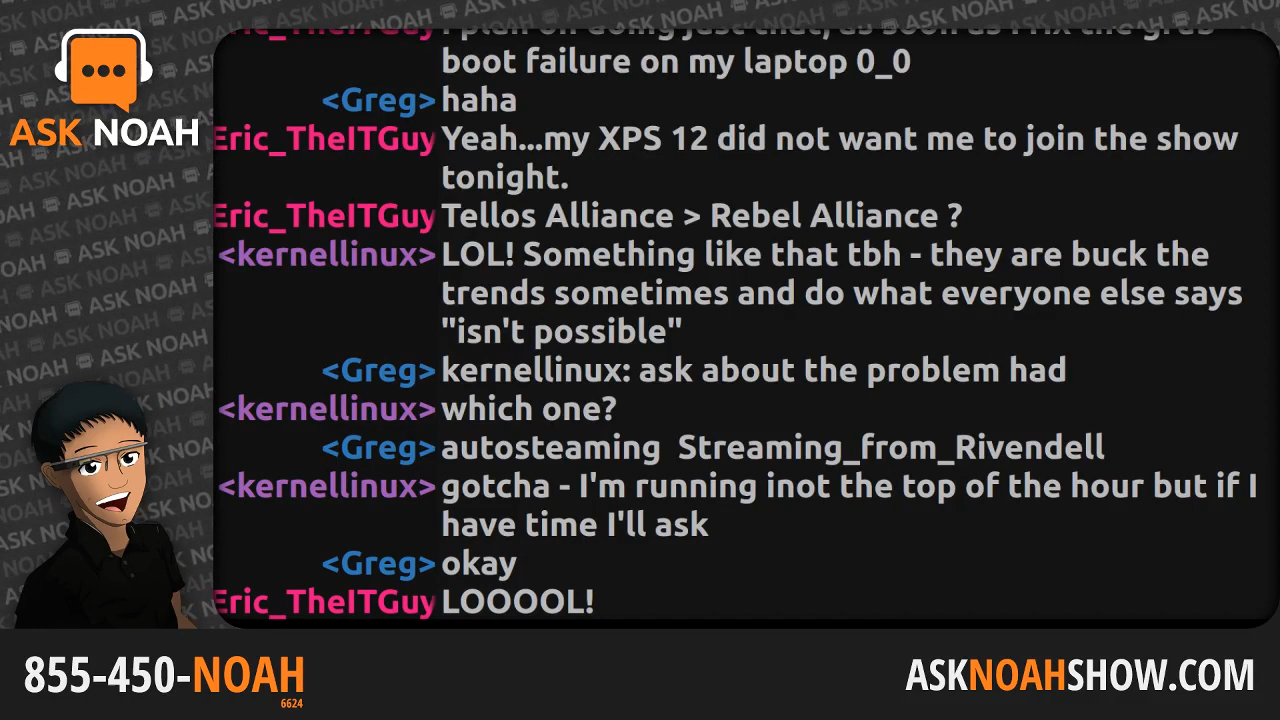 ASK NOAH
boot failure on my laptop 0_0
<Greg> haha
Eric_TheITGuy Yeah...my XPS 12 did not want me to join the show
tonight.
Eric_TheITGuy Tellos Alliance > Rebel Alliance ?
<kernellinux> LOL! Something like that tbh - they are buck the
trends sometimes and do what everyone else says
"isn't possible"
<Greg> kernellinux: ask about the problem had
<kernellinux> which one?
<Greg> autosteaming  Streaming_from_Rivendell
<kernellinux> gotcha - I'm running inot the top of the hour but if I
have time I'll ask
<Greg> okay
Eric_TheITGuy LOOOOL!
855-450-NOAH
6624
ASKNOAHSHOW.COM